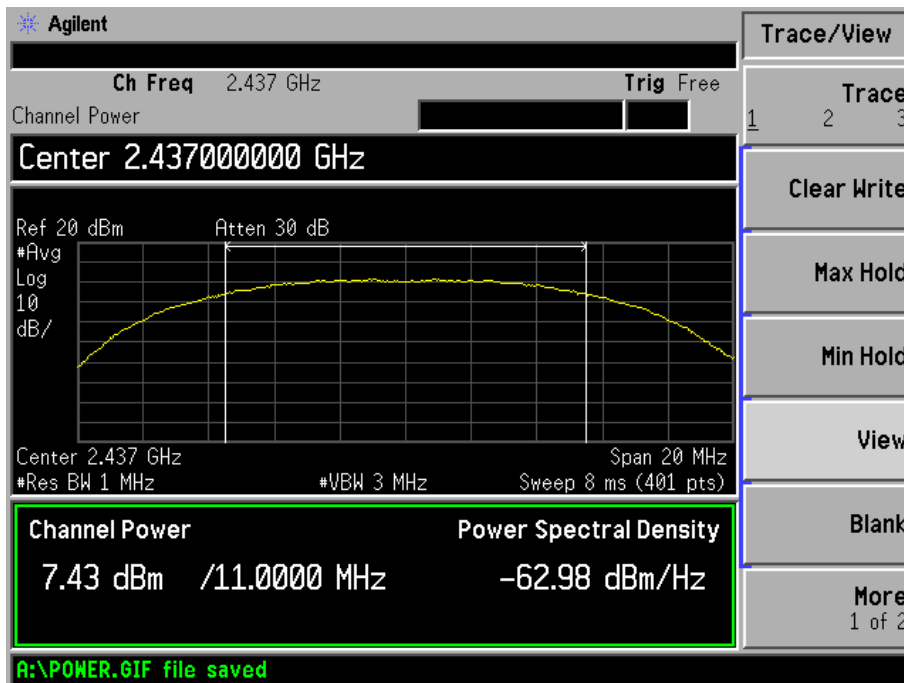 Agilent
Trace/View
Ch Freq 2.437 GHz Trig Free
Channel Power
Trace
1 2 3
Center 2.437000000 GHz
Clear Write
Ref 20 dBm Atten 30 dB
#Avg
Log
10
dB/
Max Hold
Min Hold
View
Center 2.437 GHz Span 20 MHz
#Res BW 1 MHz #VBW 3 MHz Sweep 8 ms (401 pts)
Channel Power Power Spectral Density
7.43 dBm /11.0000 MHz -62.98 dBm/Hz
Blank
More
1 of 2
A:\POWER.GIF file saved